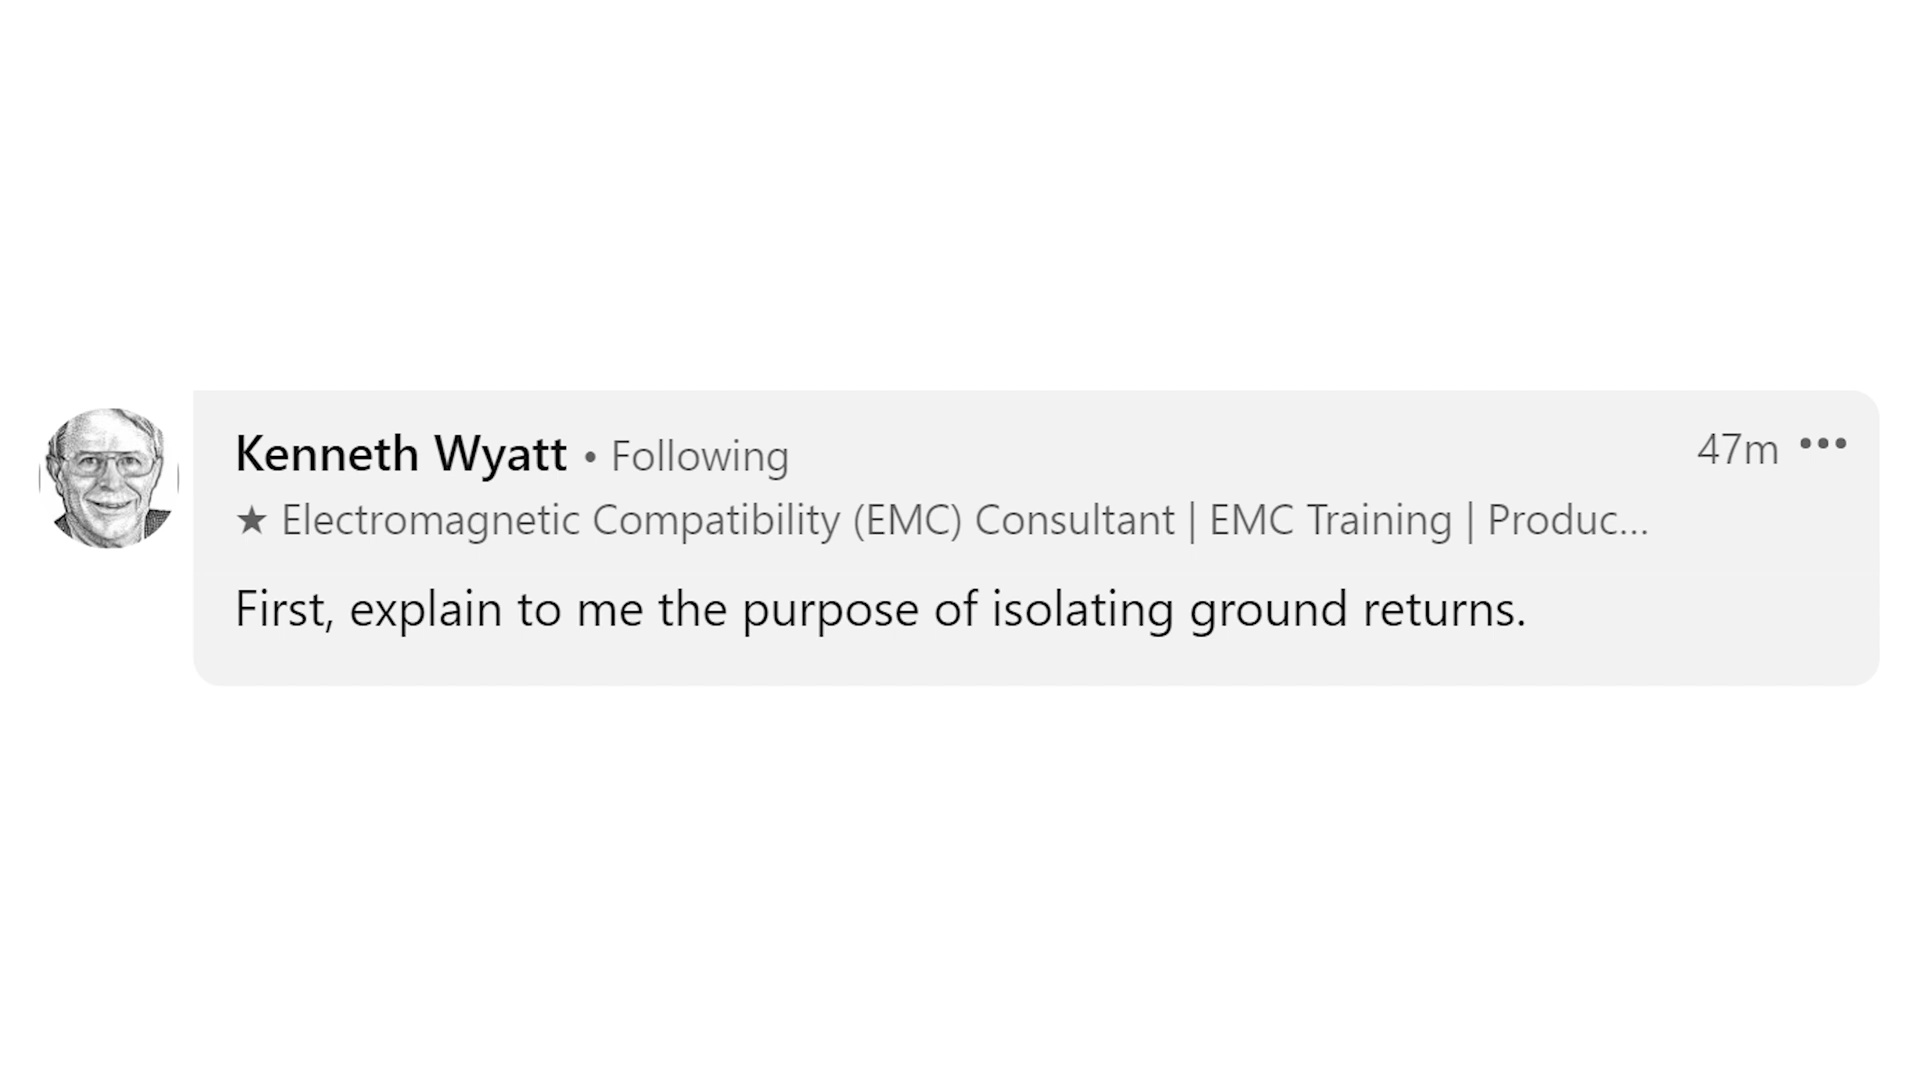 Kenneth Wyatt • Following
47m •••
★ Electromagnetic Compatibility (EMC) Consultant | EMC Training | Produc...
First, explain to me the purpose of isolating ground returns.